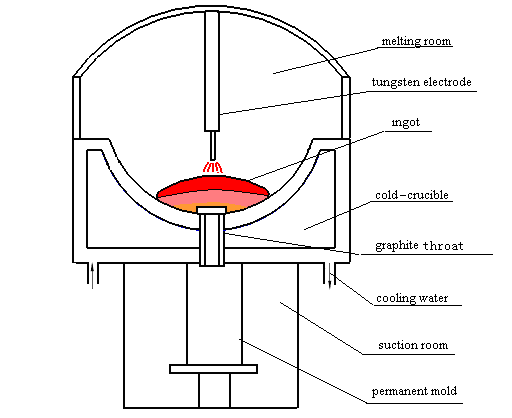 melting room
tungsten electrode
ingot
cold-crucible
graphite throat
cooling water
suction room
permanent mold